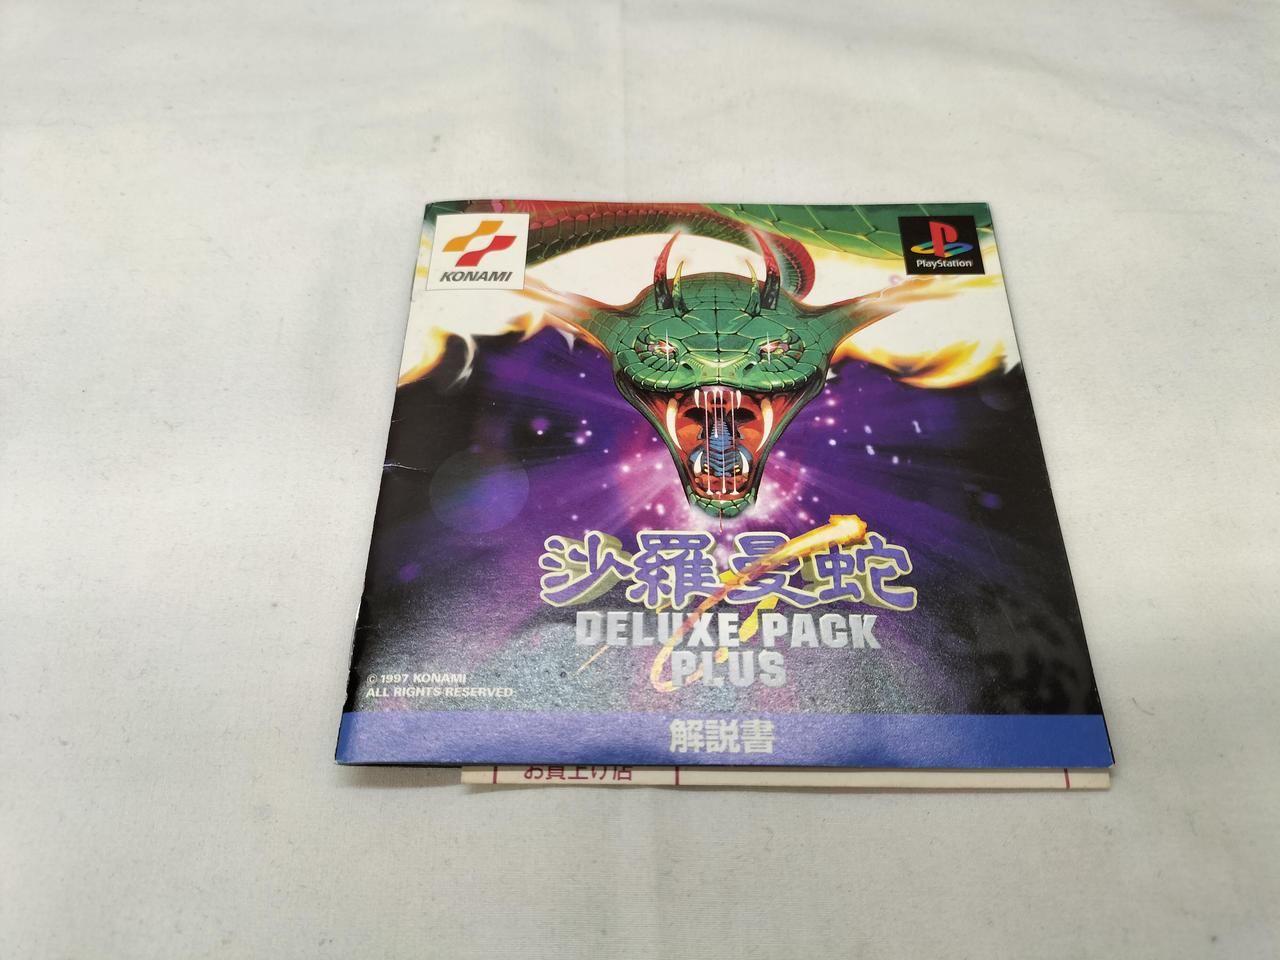 KONAMI
PlayStation
沙羅曼蛇
DELUXE PACK
PLUS
© 1997 KONAMI
ALL RIGHTS RESERVED
解説書
お買上げ店